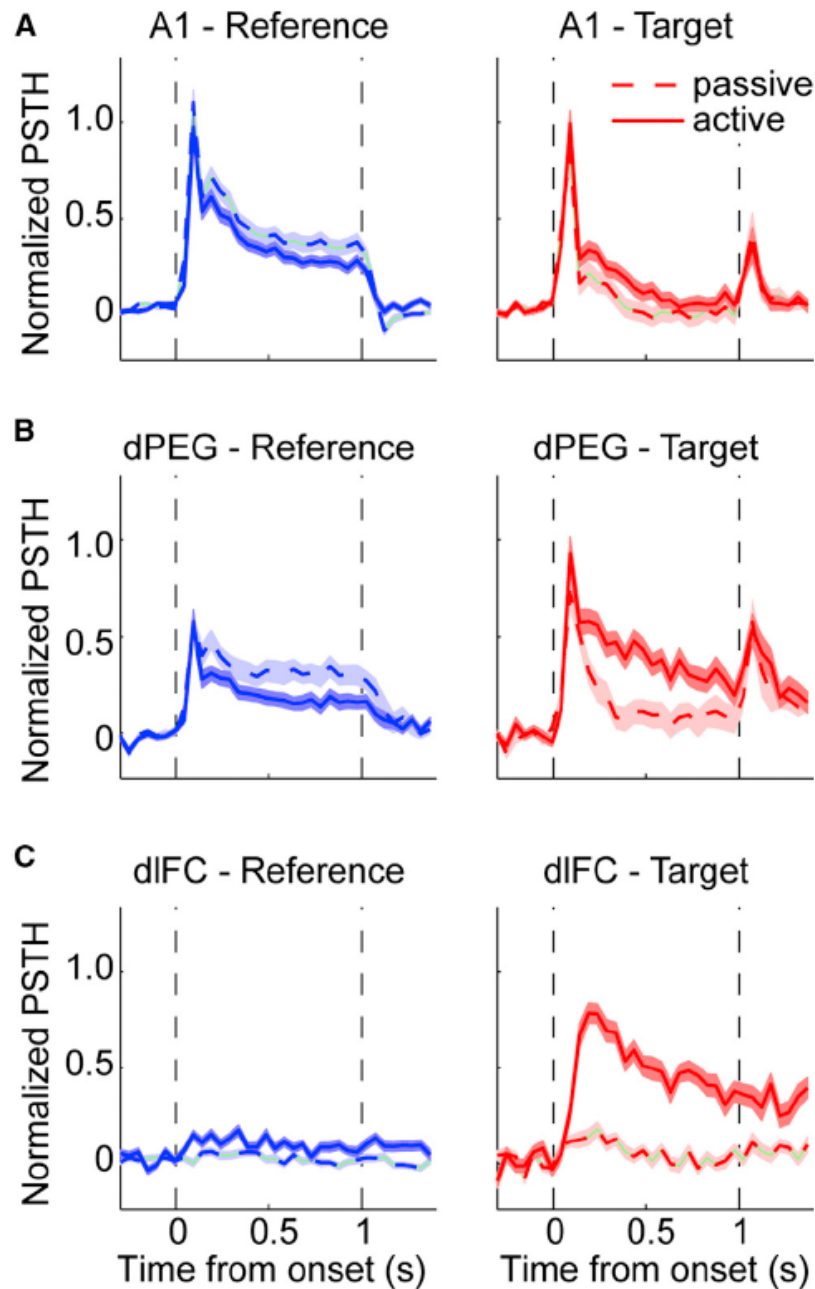 A
A1 - Reference
A1 - Target
passive
active
Normalized PSTH
1.0
0.5
0
B
dPEG - Reference
dPEG - Target
Normalized PSTH
1.0
0.5
0
C
dlFC - Reference
dlFC - Target
Normalized PSTH
1.0
0.5
0
0 0.5 1
0 0.5 1
Time from onset (s)
Time from onset (s)